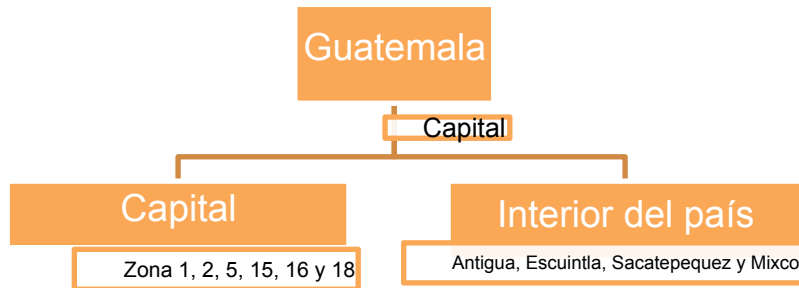 Guatemala
Capital
Capital
Zona 1, 2, 5, 15, 16 y 18
Interior del país
Antigua, Escuintla, Sacatepequez y Mixco